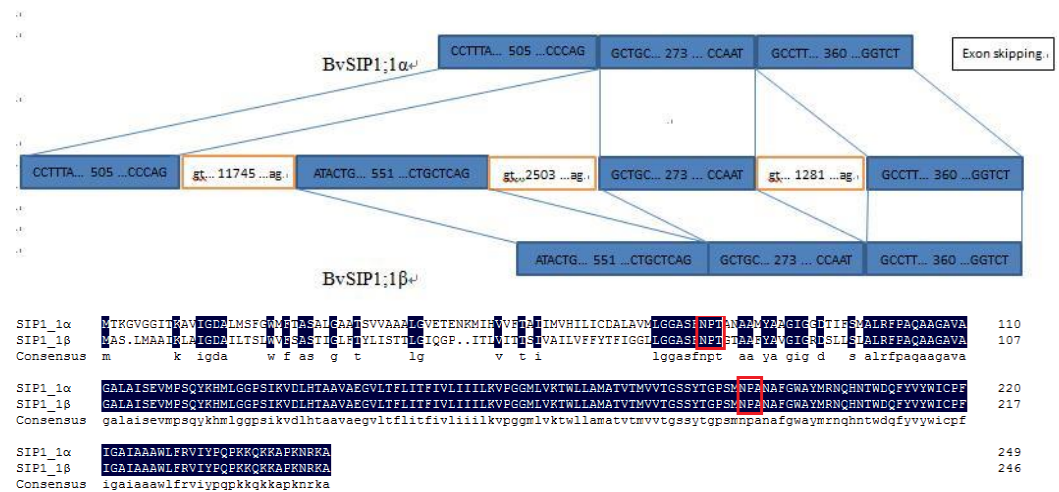 BvSIP1;1α
CCTTTA... 505 ...CCCAG GCTGC... 273 ... CCAAT GCCTT... 360 ...GGTCT
Exon skipping.
CCTTTA... 505 ...CCCAG gt... 11745 ...ag. ATACTG... 551 ...CTGCTCAG gt...2503 ...ag. GCTGC... 273 ... CCAAT gt... 1281 ...ag. GCCTT... 360 ...GGTCT
ATACTG... 551 ...CTGCTCAG GCTGC... 273 ... CCAAT GCCTT... 360 ...GGTCT
BvSIP1;1β
SIP1_1α MTKGVGGITKAVIGDALMSFGWMFTASALGAATSVVAAALGVETENKMIHVVFTAIIMVHILICDALAVMLGGASFNPTANAAMYAAGIGGDTIFSMALRFPAQAAGAVA 110
SIP1_1β MAS.LMAAIKLAIGDAILTSLWVFSASTIGLFTYLISTTLGIQGP..ITLVITTSIVAILVFFYTFIGGLLGGASFNPTGTAAFYAVGIGRDSLLSLALRFPAQAAGAVA 107
Consensus m k igda w f as g t lg v t i lggasfnpt aa ya gig d s alrfpaqaagava
SIP1_1α GALAISEVMPSQYKHMLGGPSIKVDLHTAAVAEGVLTFLITFIVLIIILKVPGGMLVKTWLLAMATVTMVVTGSSYTGPSMNPANAFGWAYMRNQHNTWDQFYVYWICPF 220
SIP1_1β GALAISEVMPSQYKHMLGGPSIKVDLHTAAVAEGVLTFLITFIVLIIILKVPGGMLVKTWLLAMATVTMVVTGSSYTGPSMNPANAFGWAYMRNQHNTWDQFYVYWICPF 217
Consensus galaisevmpsqykhmlggpsikvdlhtaavaegvltflitfivliiilkvpggmlvktwllamatvtmvvtgssytgpsmnpanafgwaymrnqhntwdqfyvywicpf
SIP1_1α IGAIAAAWLFRVIYPQPKKQKKAPKNRKA 249
SIP1_1β IGAIAAAWLFRVIYPQPKKQKKAPKNRKA 246
Consensus igaiaaawlfrviypqpkkqkkapknrka